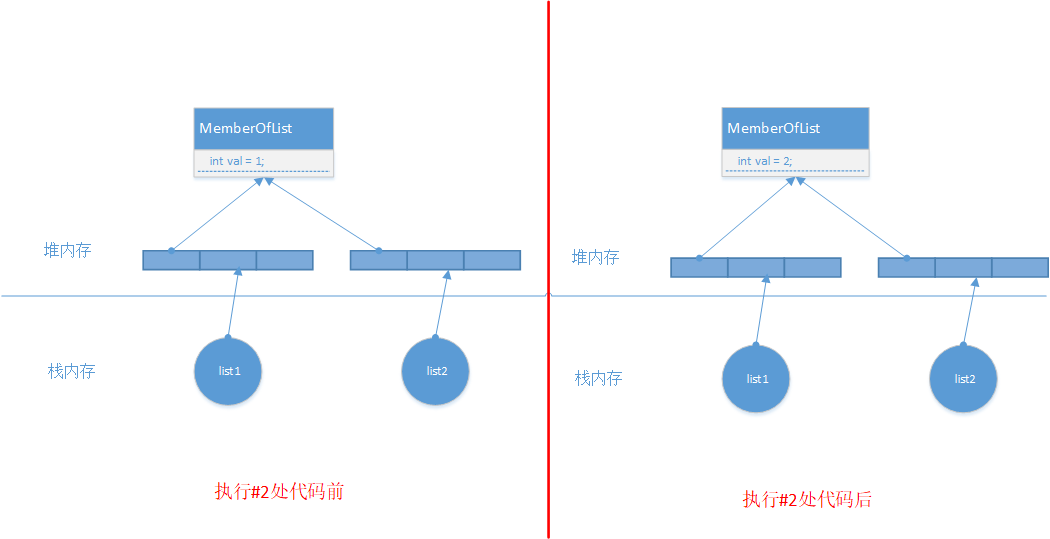 MemberOfList
int val = 1;
堆内存
栈内存
list1
list2
执行#2处代码前
MemberOfList
int val = 2;
堆内存
栈内存
list1
list2
执行#2处代码后